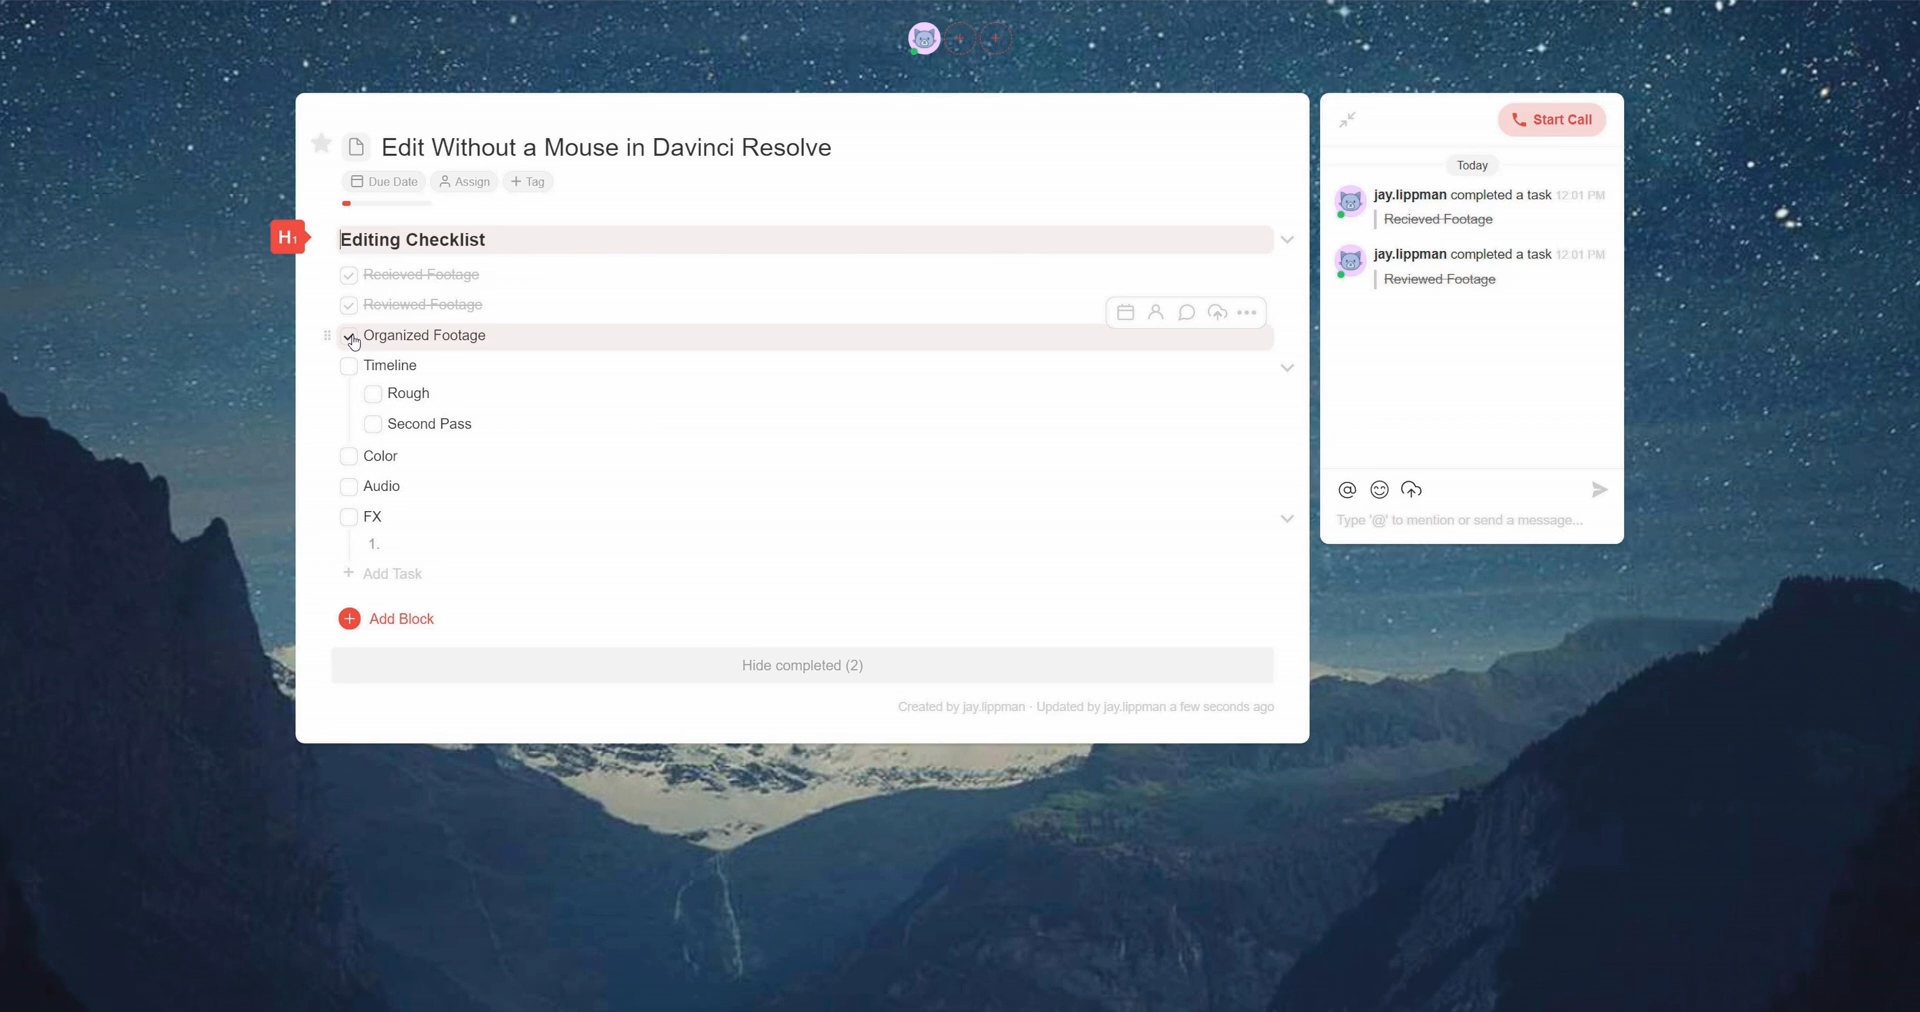 Edit Without a Mouse in Davinci Resolve
Due Date Assign + Tag
H1 Editing Checklist
Recieved Footage
Reviewed Footage
Organized Footage
Timeline
Rough
Second Pass
Color
Audio
FX
1.
+ Add Task
+ Add Block
Hide completed (2)
Created by jay.lippman · Updated by jay.lippman a few seconds ago
Start Call
Today
jay.lippman completed a task 12:01 PM
Recieved Footage
jay.lippman completed a task 12:01 PM
Reviewed Footage
Type '@' to mention or send a message...